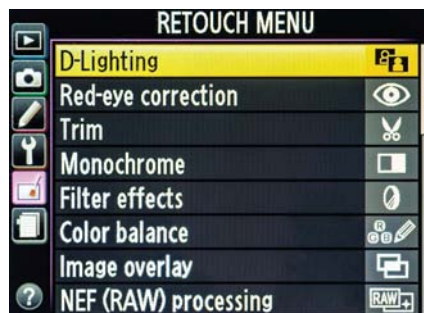 RETOUCH MENU
D-Lighting
Red-eye correction
Trim
Monochrome
Filter effects
Color balance
R
G B
Image overlay
? NEF (RAW) processing RAW+